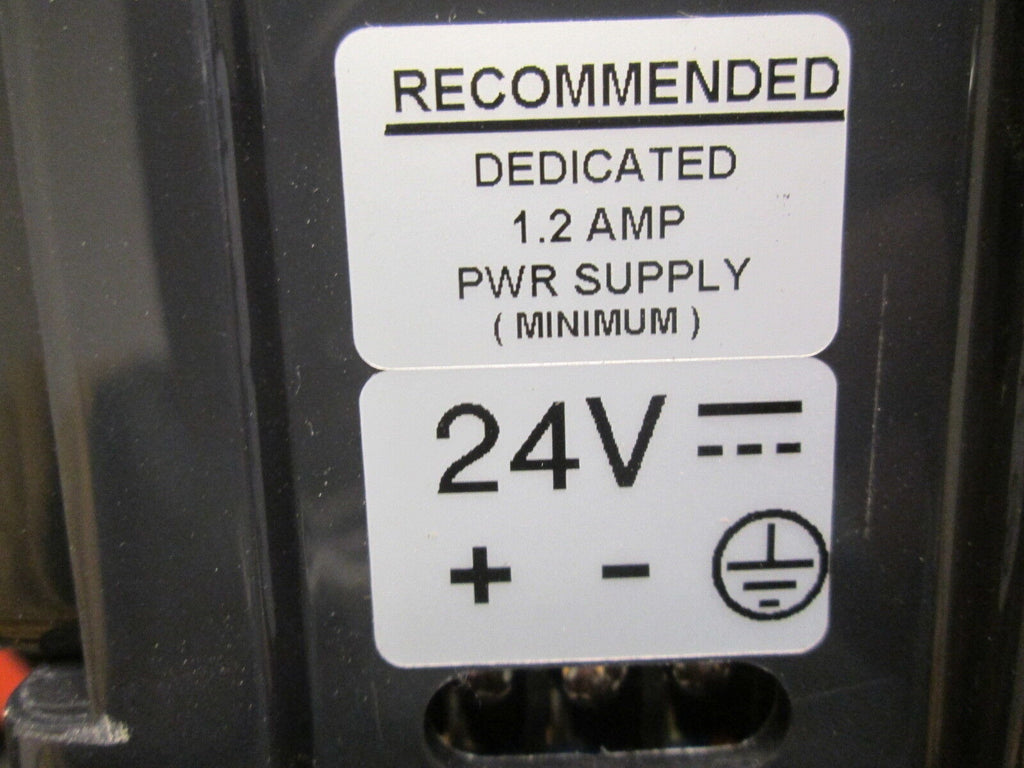 RECOMMENDED
DEDICATED
1.2 AMP
PWR SUPPLY
( MINIMUM )
24V
+ -